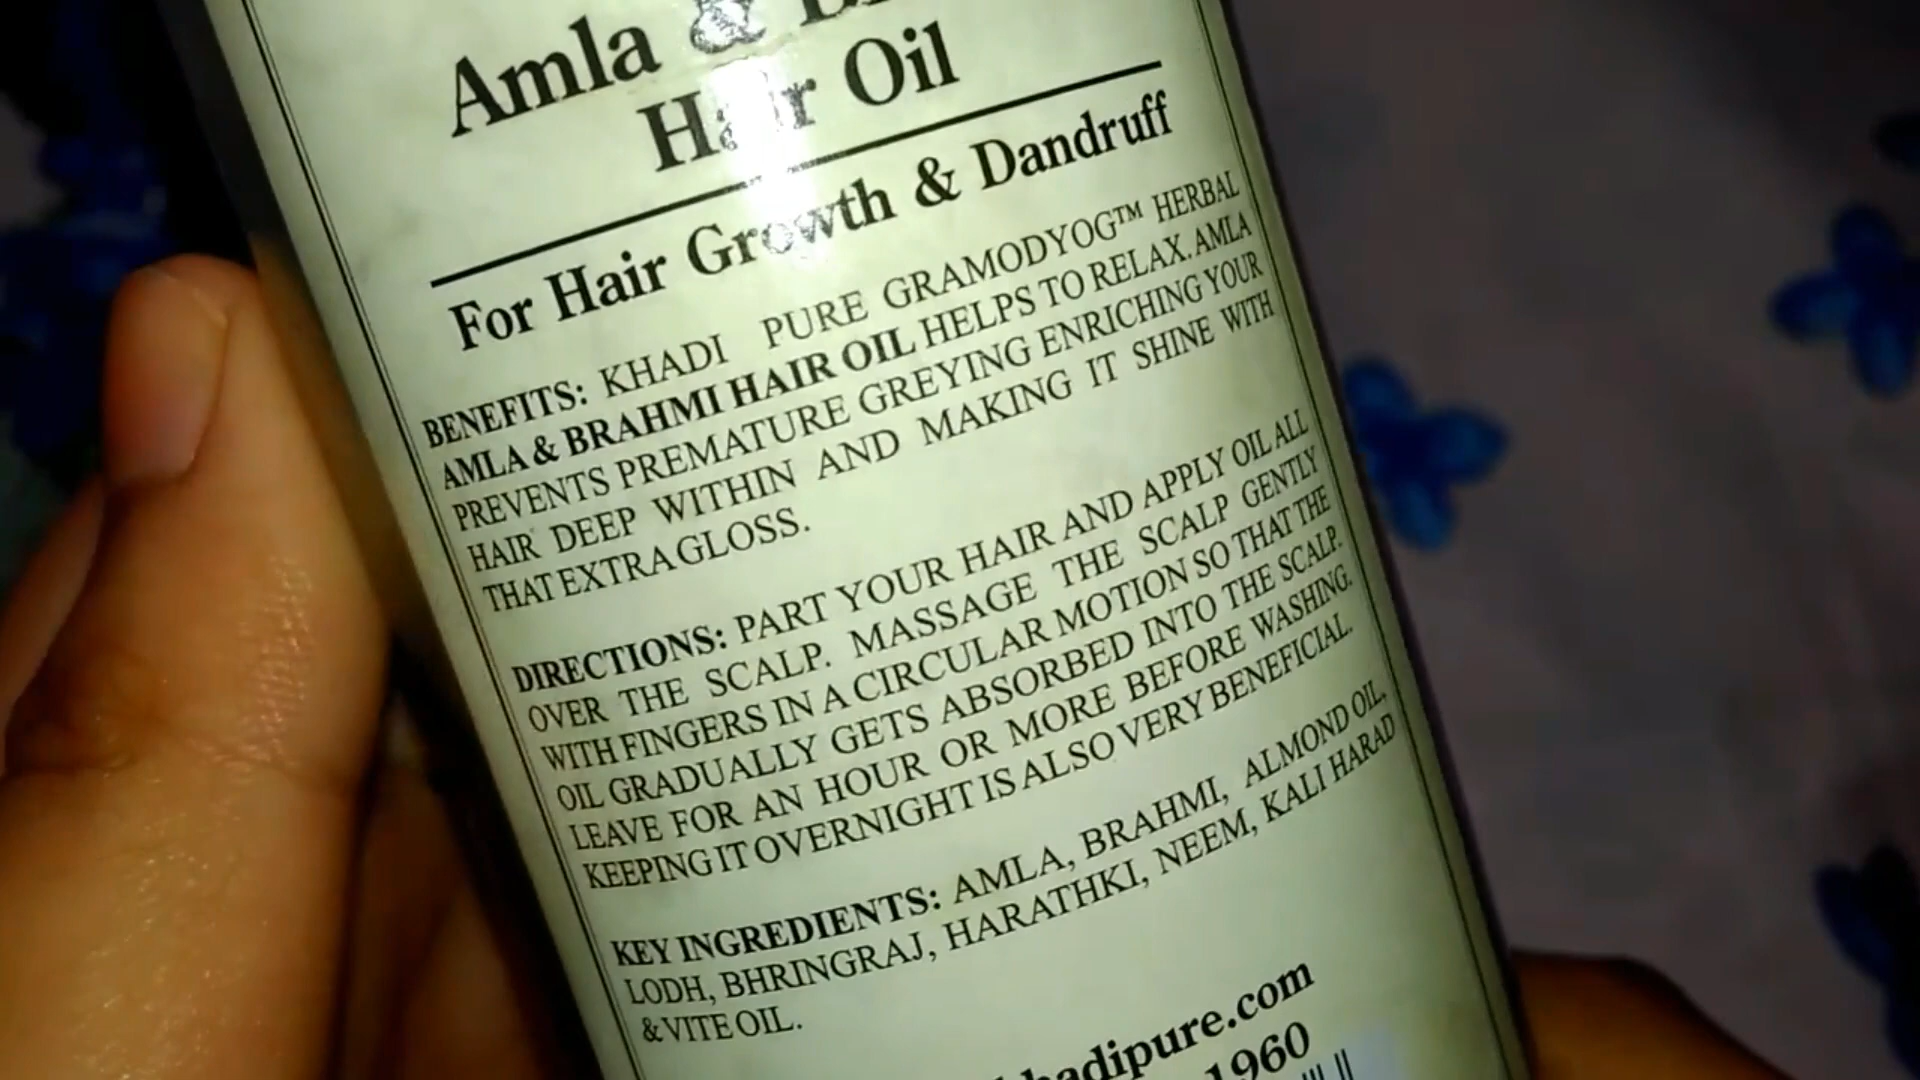 Amla &
Hair Oil
For Hair Growth & Dandruff
BENEFITS: KHADI PURE GRAMODYOG™ HERBAL
AMLA & BRAHMI HAIR OIL HELPS TO RELAX. AMLA
PREVENTS PREMATURE GREYING ENRICHING YOUR
HAIR DEEP WITHIN AND MAKING IT SHINE WITH
THAT EXTRA GLOSS.
DIRECTIONS: PART YOUR HAIR AND APPLY OIL ALL
OVER THE SCALP. MASSAGE THE SCALP GENTLY
WITH FINGERS IN A CIRCULAR MOTION SO THAT THE
OIL GRADUALLY GETS ABSORBED INTO THE SCALP.
LEAVE FOR AN HOUR OR MORE BEFORE WASHING.
KEEPING IT OVERNIGHT IS ALSO VERY BENEFICIAL.
KEY INGREDIENTS: AMLA, BRAHMI, ALMOND OIL,
LODH, BHRINGRAJ, HARATHKI, NEEM, KALI HARAD
& VITE OIL.
hadipure.com
1960